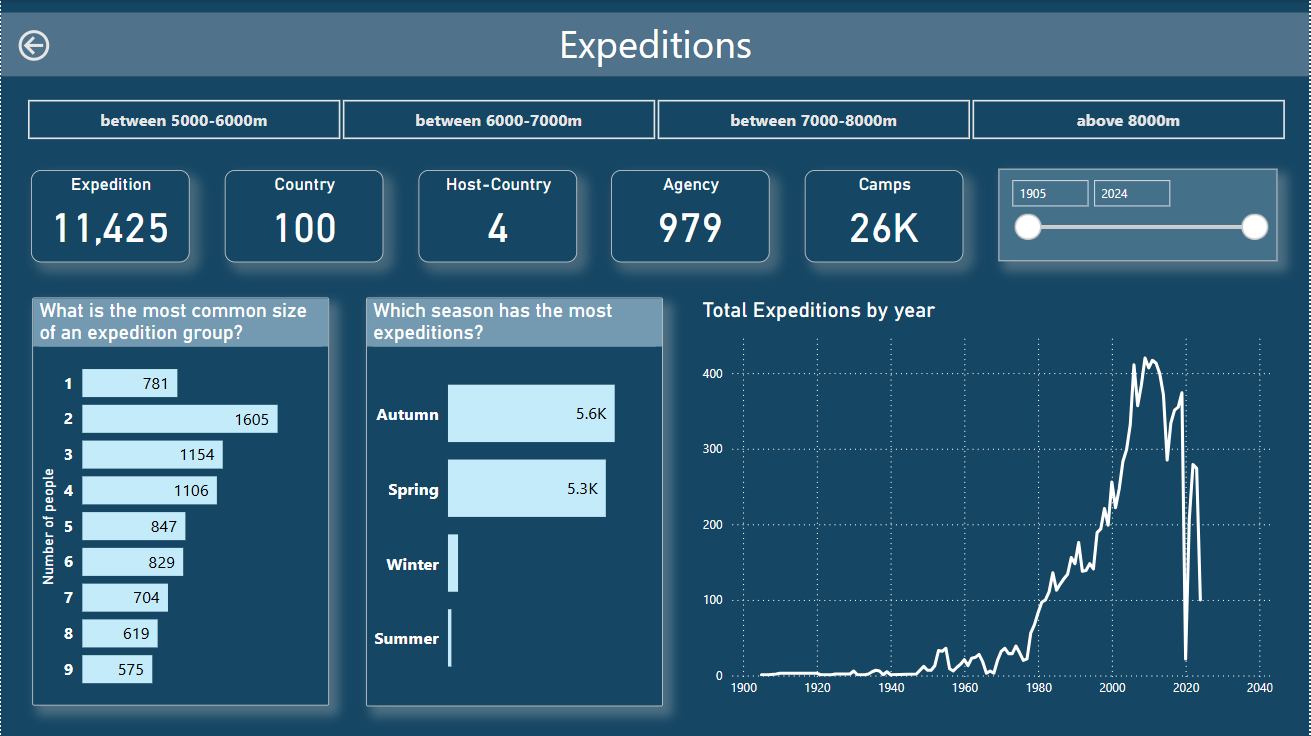 Expeditions
between 5000-6000m
between 6000-7000m
between 7000-8000m
above 8000m
Expedition
11,425
Country
100
Host-Country
4
Agency
979
Camps
26K
1905
2024
What is the most common size
of an expedition group?
Number of people
1
781
2
1605
3
1154
4
1106
5
847
6
829
7
704
8
619
9
575
Which season has the most
expeditions?
Autumn
5.6K
Spring
5.3K
Winter
Summer
Total Expeditions by year
400
300
200
100
0
1900
1920
1940
1960
1980
2000
2020
2040